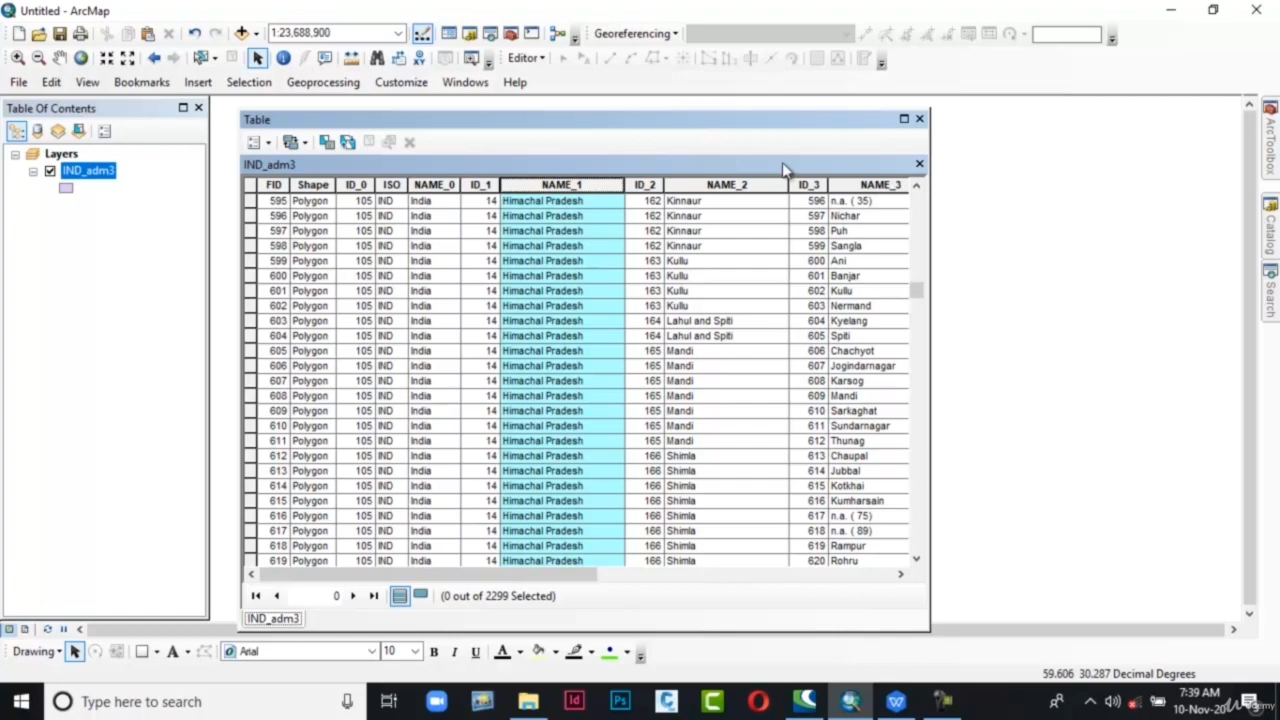 Untitled - ArcMap
1:23,688,900
Georeferencing
Editor
File Edit View Bookmarks Insert Selection Geoprocessing Customize Windows Help
Table Of Contents
Layers
IND_adm3
Table
IND_adm3
FID Shape ID_0 ISO NAME_0 ID_1 NAME_1 ID_2 NAME_2 ID_3 NAME_3
595 Polygon 105 IND India 14 Himachal Pradesh 162 Kinnaur 596 n.a. ( 35)
596 Polygon 105 IND India 14 Himachal Pradesh 162 Kinnaur 597 Nichar
597 Polygon 105 IND India 14 Himachal Pradesh 162 Kinnaur 598 Puh
598 Polygon 105 IND India 14 Himachal Pradesh 162 Kinnaur 599 Sangla
599 Polygon 105 IND India 14 Himachal Pradesh 163 Kullu 600 Ani
600 Polygon 105 IND India 14 Himachal Pradesh 163 Kullu 601 Banjar
601 Polygon 105 IND India 14 Himachal Pradesh 163 Kullu 602 Kullu
602 Polygon 105 IND India 14 Himachal Pradesh 163 Kullu 603 Nermand
603 Polygon 105 IND India 14 Himachal Pradesh 164 Lahul and Spiti 604 Kyelang
604 Polygon 105 IND India 14 Himachal Pradesh 164 Lahul and Spiti 605 Spiti
605 Polygon 105 IND India 14 Himachal Pradesh 165 Mandi 606 Chachyot
606 Polygon 105 IND India 14 Himachal Pradesh 165 Mandi 607 Jogindarnagar
607 Polygon 105 IND India 14 Himachal Pradesh 165 Mandi 608 Karsog
608 Polygon 105 IND India 14 Himachal Pradesh 165 Mandi 609 Mandi
609 Polygon 105 IND India 14 Himachal Pradesh 165 Mandi 610 Sarkaghat
610 Polygon 105 IND India 14 Himachal Pradesh 165 Mandi 611 Sundarnagar
611 Polygon 105 IND India 14 Himachal Pradesh 165 Mandi 612 Thunag
612 Polygon 105 IND India 14 Himachal Pradesh 166 Shimla 613 Chaupal
613 Polygon 105 IND India 14 Himachal Pradesh 166 Shimla 614 Jubbal
614 Polygon 105 IND India 14 Himachal Pradesh 166 Shimla 615 Kotkhai
615 Polygon 105 IND India 14 Himachal Pradesh 166 Shimla 616 Kumharsain
616 Polygon 105 IND India 14 Himachal Pradesh 166 Shimla 617 n.a. ( 75)
617 Polygon 105 IND India 14 Himachal Pradesh 166 Shimla 618 n.a. ( 89)
618 Polygon 105 IND India 14 Himachal Pradesh 166 Shimla 619 Rampur
619 Polygon 105 IND India 14 Himachal Pradesh 166 Shimla 620 Rohru
0 (0 out of 2299 Selected)
IND_adm3
ArcToolbox
Catalog
Search
Drawing A Arial 10 B I U A
59.606 30.287 Decimal Degrees
Type here to search
Id Ps
7:39 AM
10-Nov-20